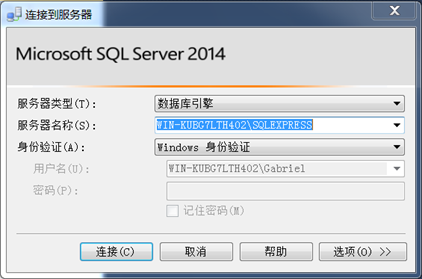 连接到服务器
Microsoft SQL Server 2014
服务器类型(T): 数据库引擎
服务器名称(S): WIN-KUBG7LTH402\SQLEXPRESS
身份验证(A): Windows 身份验证
用户名(U): WIN-KUBG7LTH402\Gabriel
密码(P):
记住密码(M)
连接(C) 取消 帮助 选项(O) >>